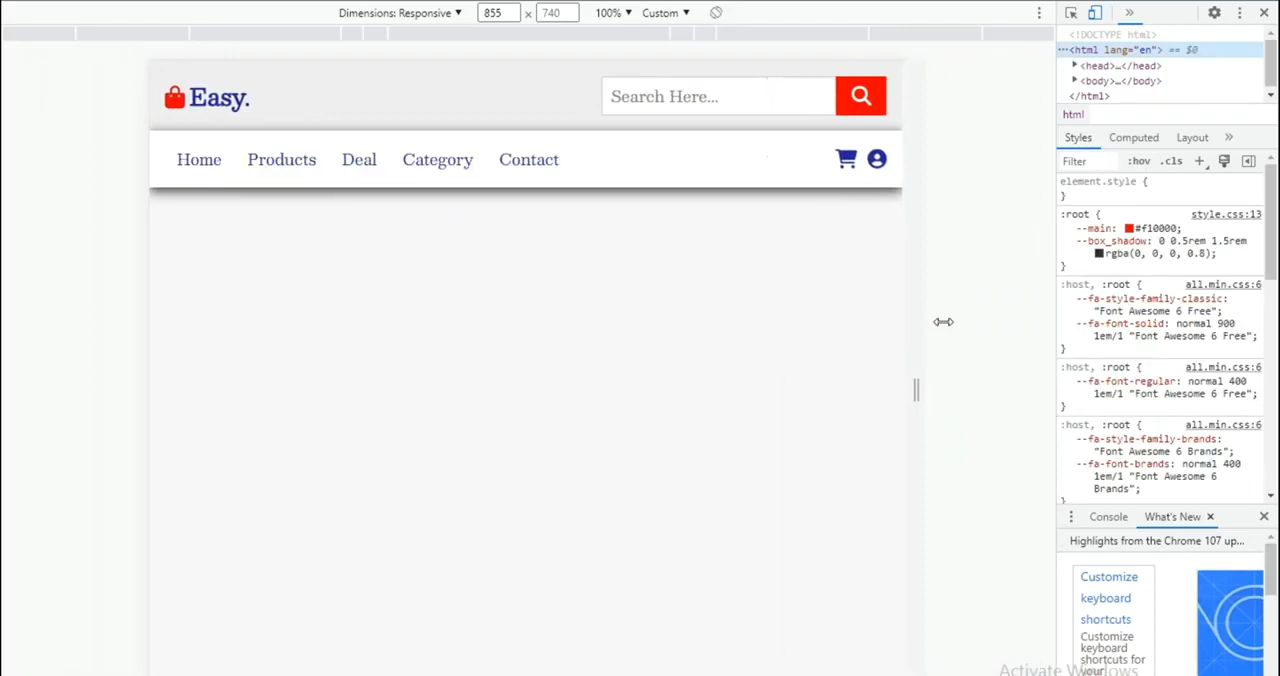 Dimensions: Responsive ▼ 855 × 740 100% ▼ Custom ▼
<!DOCTYPE html>
···<html lang="en"> == $0
<head>…</head>
<body>…</body>
</html>
html
Easy.
Search Here...
Home Products Deal Category Contact
Styles Computed Layout »
Filter :hov .cls +
element.style {
}
:root { style.css:13
--main: #f10000;
--box_shadow: 0 0.5rem 1.5rem
rgba(0, 0, 0, 0.8);
}
:host, :root { all.min.css:6
--fa-style-family-classic:
"Font Awesome 6 Free";
--fa-font-solid: normal 900
1em/1 "Font Awesome 6 Free";
}
:host, :root { all.min.css:6
--fa-font-regular: normal 400
1em/1 "Font Awesome 6 Free";
}
:host, :root { all.min.css:6
--fa-style-family-brands:
"Font Awesome 6 Brands";
--fa-font-brands: normal 400
1em/1 "Font Awesome 6
Brands";
}
Console What's New ×
Highlights from the Chrome 107 up...
Customize
keyboard
shortcuts
Customize
keyboard
shortcuts for
your
Activate Windows